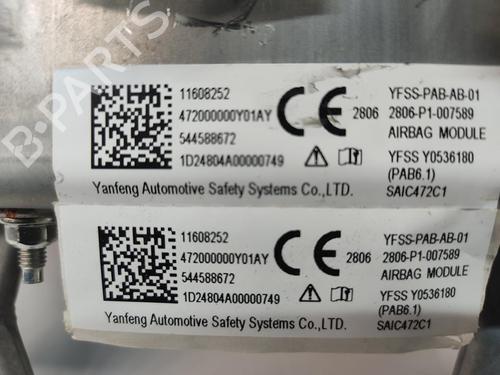 B-Parts
11608252
472000000Y01AY
544588672
1D24804A00000749
CE 2806
YFSS-PAB-AB-01
2806-P1-007589
AIRBAG MODULE
YFSS Y0536180
(PAB6.1)
SAIC472C1
Yanfeng Automotive Safety Systems Co.,LTD.
11608252
472000000Y01AY
544588672
1D24804A00000749
CE 2806
YFSS-PAB-AB-01
2806-P1-007589
AIRBAG MODULE
YFSS Y0536180
(PAB6.1)
SAIC472C1
Yanfeng Automotive Safety Systems Co.,LTD.